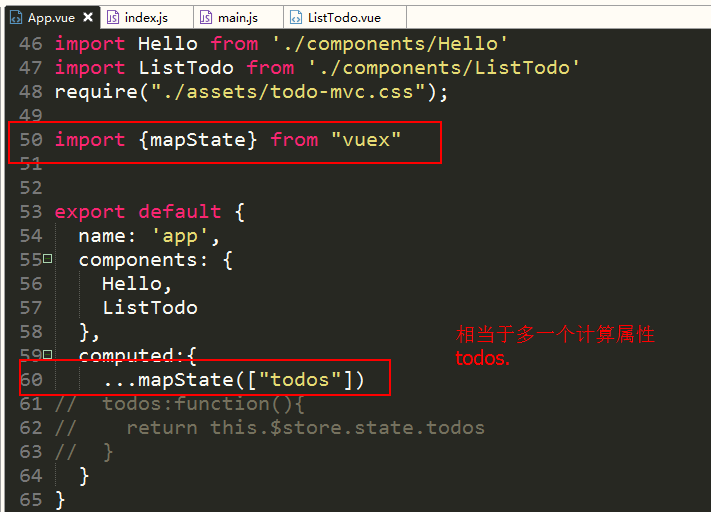 App.vue index.js main.js ListTodo.vue
46 import Hello from './components/Hello'
47 import ListTodo from './components/ListTodo'
48 require("./assets/todo-mvc.css");
49
50 import {mapState} from "vuex"
51
52
53 export default {
54 name: 'app',
55 components: {
56 Hello,
57 ListTodo
58 },
59 computed:{
60 ...mapState(["todos"])
61 // todos:function(){
62 // return this.$store.state.todos
63 // }
64 }
65 }
相当于多一个计算属性
todos.